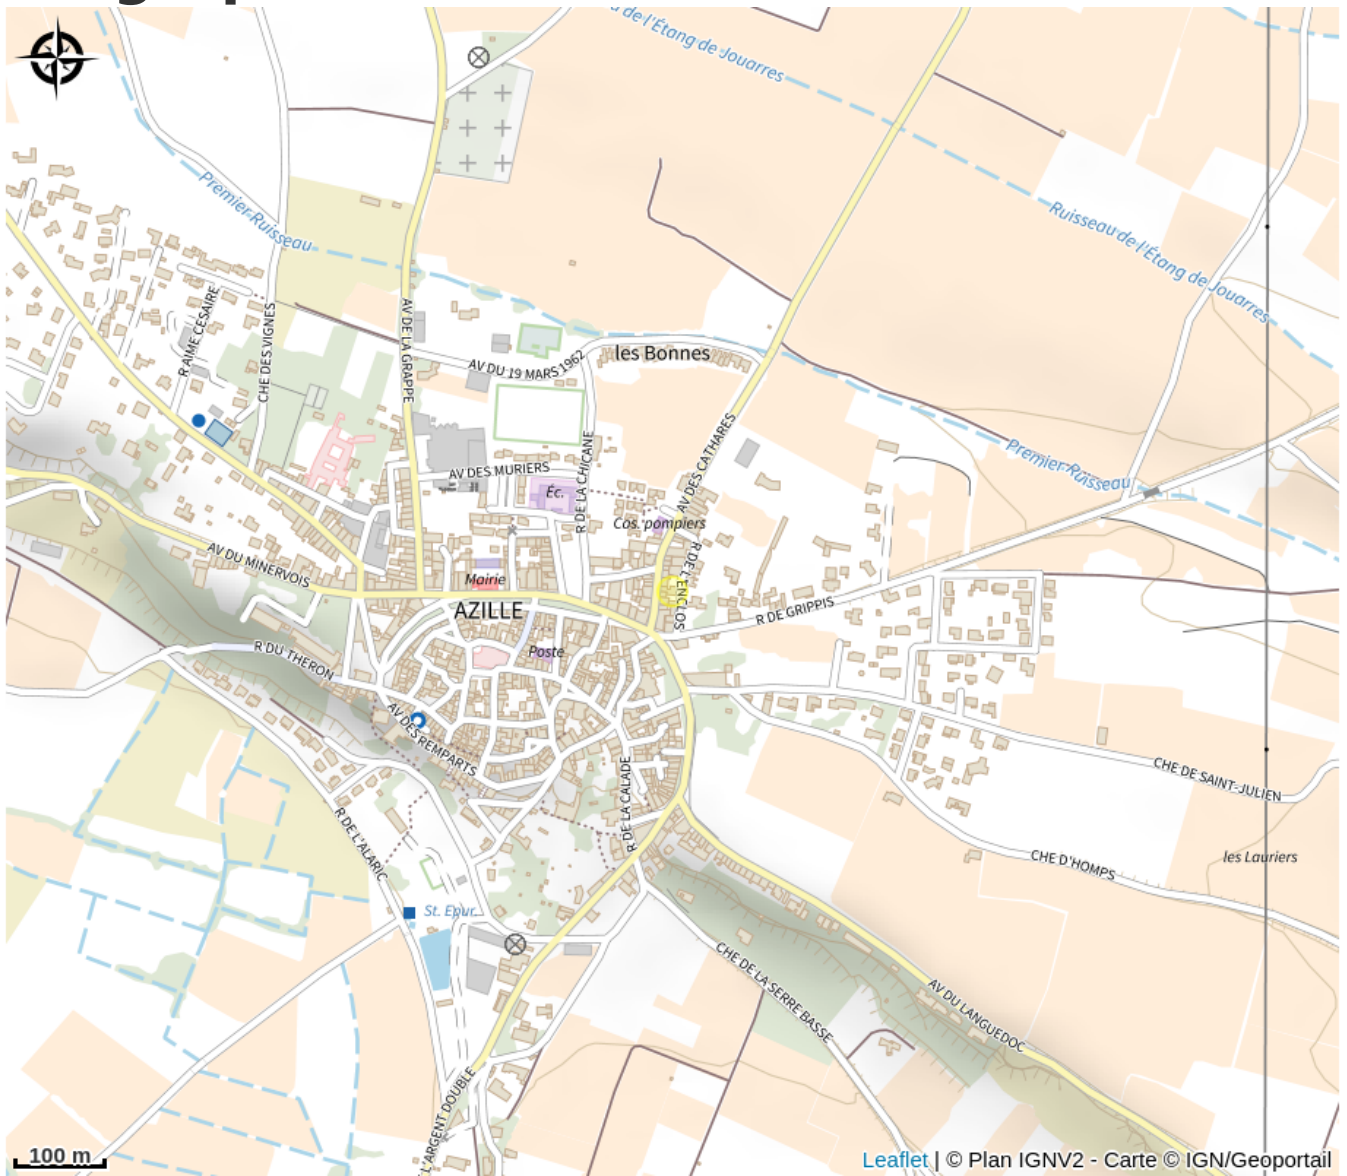 de l'Étang de Jouarres
Premier Ruisseau
Ruisseau de l'Étang de Jouarres
R AIME CESAIRE
CHE DES VIGNES
AV DE LA GRAPPE
AV DU 19 MARS 1962
les Bonnes
AV DES CATHARES
R DE LA CHICANE
AV DES MURIERS
Éc.
Premier Ruisseau
Cos. pompiers
AV DU MINERVOIS
Mairie
AZILLE
R DE L'ENCLOS
R DE GRIPPIS
R DU THERON
Poste
AV DES REMPARTS
R DE LA CALADE
CHE DE SAINT-JULIEN
R DE L'ALARIC
CHE D'HOMPS
les Lauriers
St. Epur.
CHE DE LA SERRE BASSE
AV DU LANGUEDOC
L'ARGENT DOUBLE
100 m
Leaflet | © Plan IGNV2 - Carte © IGN/Geoportail